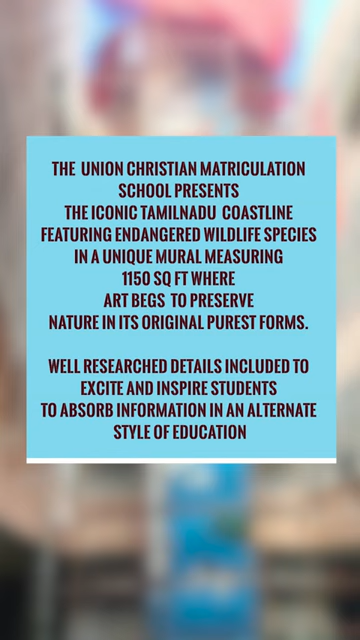 THE UNION CHRISTIAN MATRICULATION
SCHOOL PRESENTS
THE ICONIC TAMILNADU COASTLINE
FEATURING ENDANGERED WILDLIFE SPECIES
IN A UNIQUE MURAL MEASURING
1150 SQ FT WHERE
ART BEGS TO PRESERVE
NATURE IN ITS ORIGINAL PUREST FORMS.
WELL RESEARCHED DETAILS INCLUDED TO
EXCITE AND INSPIRE STUDENTS
TO ABSORB INFORMATION IN AN ALTERNATE
STYLE OF EDUCATION